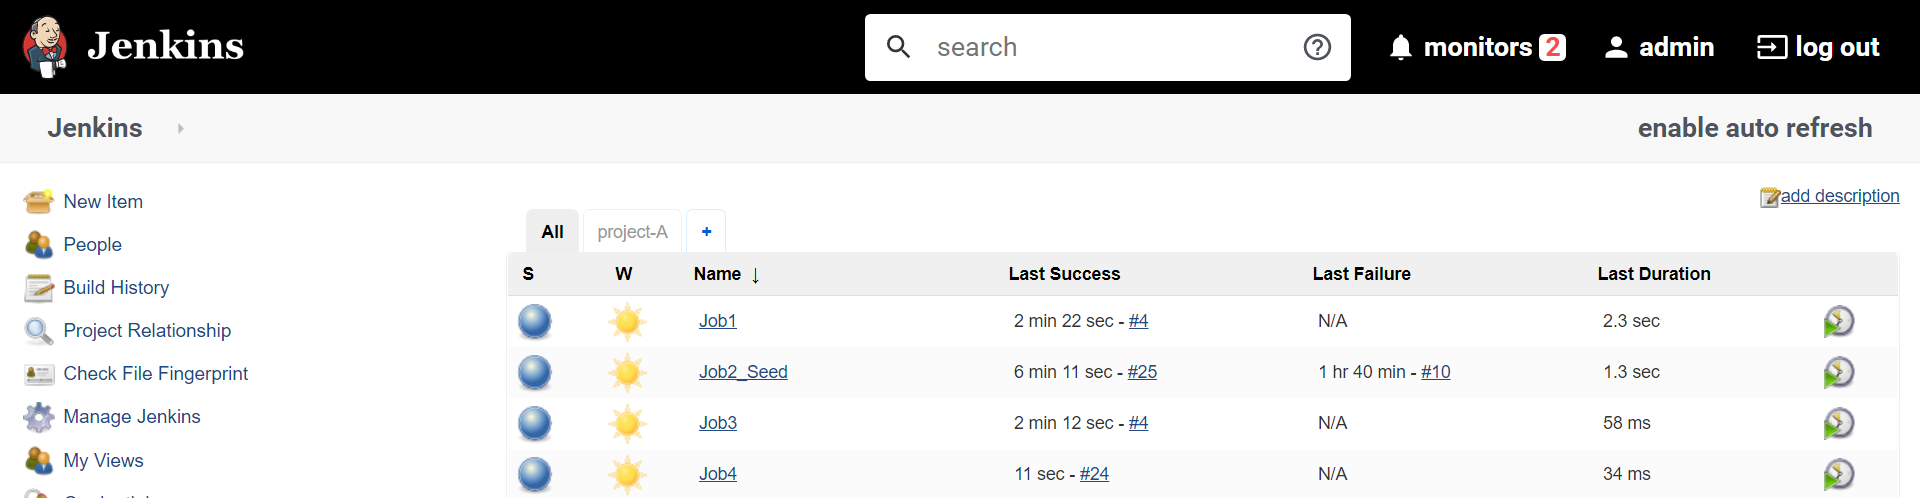 Jenkins
search
monitors 2
admin
log out
Jenkins
enable auto refresh
New Item
People
Build History
Project Relationship
Check File Fingerprint
Manage Jenkins
My Views
add description
All project-A +
S W Name ↓ Last Success Last Failure Last Duration
Job1 2 min 22 sec - #4 N/A 2.3 sec
Job2_Seed 6 min 11 sec - #25 1 hr 40 min - #10 1.3 sec
Job3 2 min 12 sec - #4 N/A 58 ms
Job4 11 sec - #24 N/A 34 ms